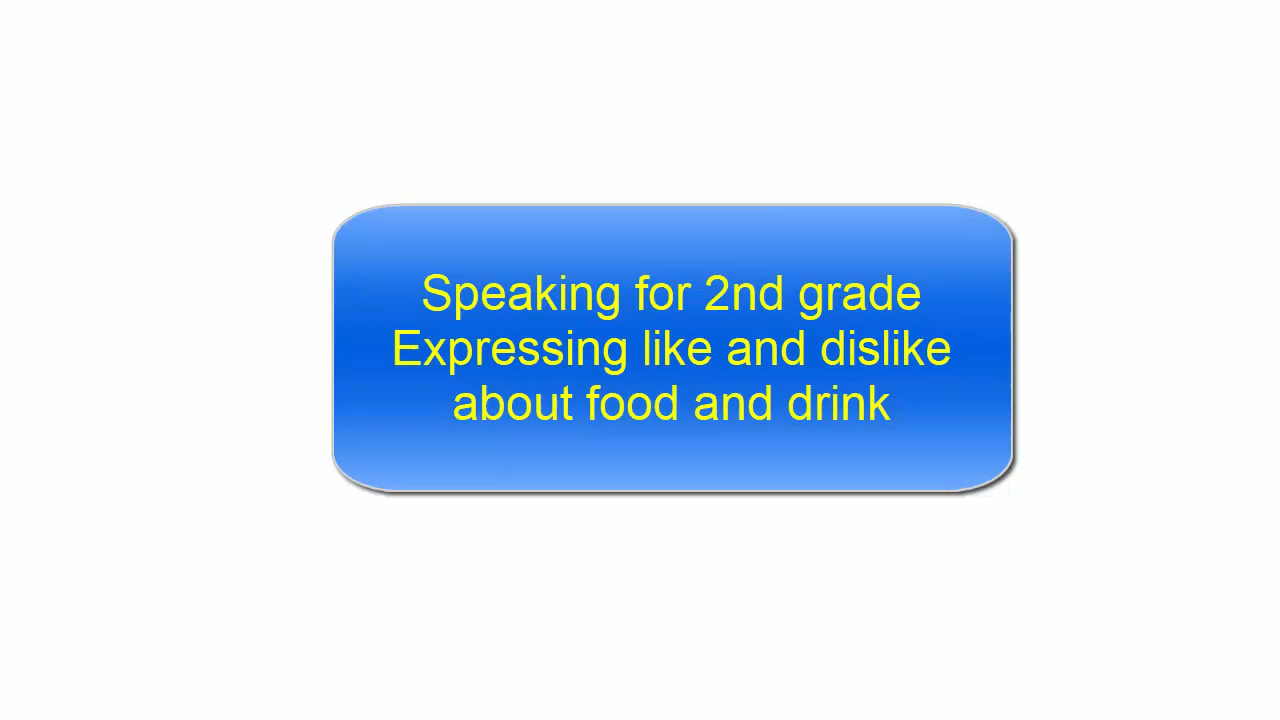 Speaking for 2nd grade
Expressing like and dislike
about food and drink